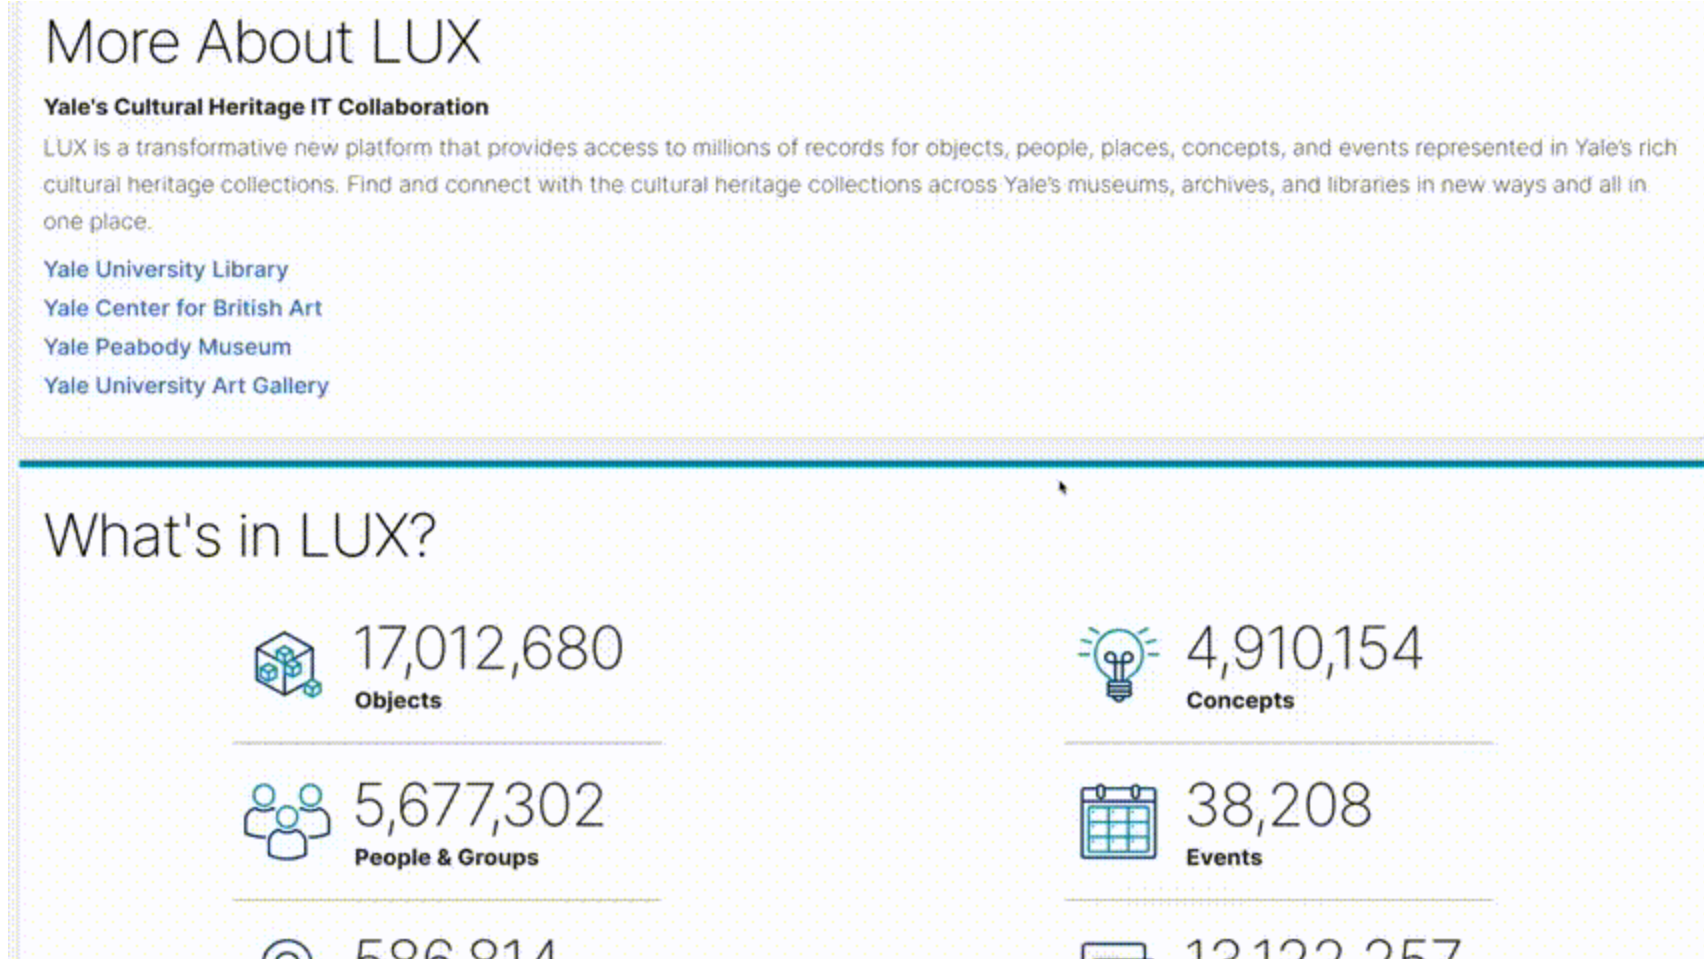 More About LUX
Yale's Cultural Heritage IT Collaboration
LUX is a transformative new platform that provides access to millions of records for objects, people, places, concepts, and events represented in Yale's rich
cultural heritage collections. Find and connect with the cultural heritage collections across Yale's museums, archives, and libraries in new ways and all in
one place.
Yale University Library
Yale Center for British Art
Yale Peabody Museum
Yale University Art Gallery
What's in LUX?
17,012,680
Objects
4,910,154
Concepts
5,677,302
People & Groups
38,208
Events